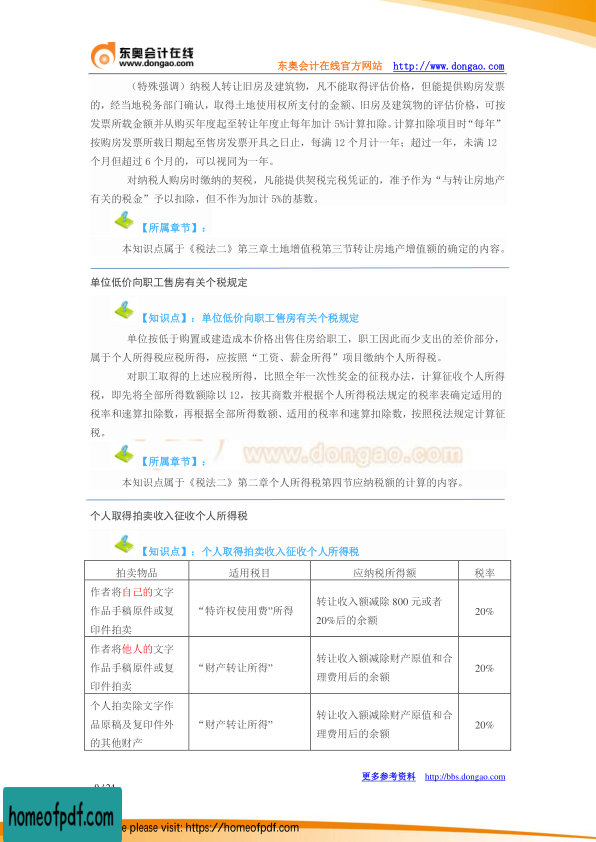 东奥会计在线
www.dongao.com
东奥会计在线官方网站 http://www.dongao.com
（特殊强调）纳税人转让旧房及建筑物，凡不能取得评估价格，但能提供购房发票
的，经当地税务部门确认，取得土地使用权所支付的金额、旧房及建筑物的评估价格，可按
发票所载金额并从购买年度起至转让年度止每年加计 5%计算扣除。计算扣除项目时“每年”
按购房发票所载日期起至售房发票开具之日止，每满 12 个月计一年；超过一年，未满 12
个月但超过 6 个月的，可以视同为一年。
对纳税人购房时缴纳的契税，凡能提供契税完税凭证的，准予作为“与转让房地产
有关的税金”予以扣除，但不作为加计 5%的基数。
【所属章节】：
本知识点属于《税法二》第三章土地增值税第三节转让房地产增值额的确定的内容。
单位低价向职工售房有关个税规定
【知识点】：单位低价向职工售房有关个税规定
单位按低于购置或建造成本价格出售住房给职工，职工因此而少支出的差价部分，
属于个人所得税应税所得，应按照“工资、薪金所得”项目缴纳个人所得税。
对职工取得的上述应税所得，比照全年一次性奖金的征税办法，计算征收个人所得
税，即先将全部所得数额除以 12，按其商数并根据个人所得税法规定的税率表确定适用的
税率和速算扣除数，再根据全部所得数额、适用的税率和速算扣除数，按照税法规定计算征
税。
www.dongao.com
【所属章节】：
本知识点属于《税法二》第二章个人所得税第四节应纳税额的计算的内容。
个人取得拍卖收入征收个人所得税
【知识点】：个人取得拍卖收入征收个人所得税
拍卖物品 适用税目 应纳税所得额 税率
作者将自己的文字
作品手稿原件或复
印件拍卖
“特许权使用费”所得
转让收入额减除 800 元或者
20%后的余额
20%
作者将他人的文字
作品手稿原件或复
印件拍卖
“财产转让所得”
转让收入额减除财产原值和合
理费用后的余额
20%
个人拍卖除文字作
品原稿及复印件外
的其他财产
“财产转让所得”
转让收入额减除财产原值和合
理费用后的余额
20%
更多参考资料 http://bbs.dongao.com
homeofpdf.com
please visit: https://homeofpdf.com